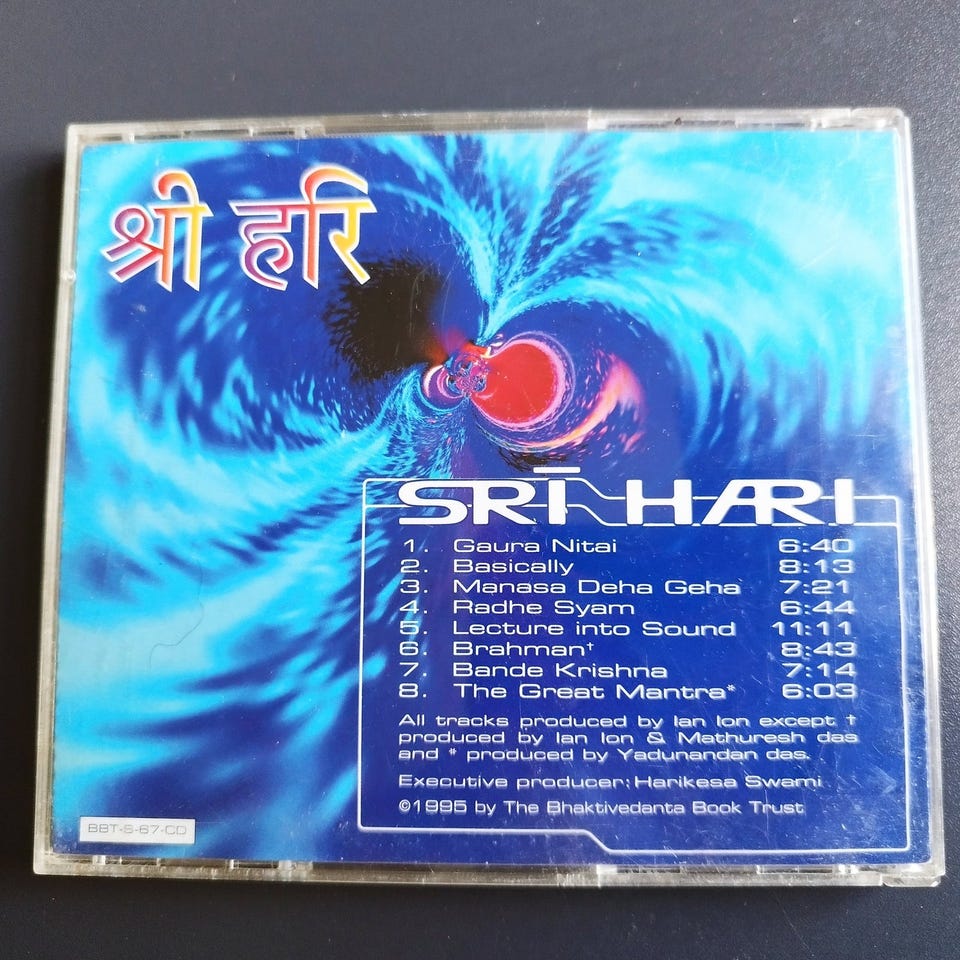 श्री हरि
SRĪ HARI
1. Gaura Nitai 6:40
2. Basically 8:13
3. Manasa Deha Geha 7:21
4. Radhe Syam 6:44
5. Lecture into Sound 11:11
6. Brahman† 8:43
7. Bande Krishna 7:14
8. The Great Mantra* 6:03
All tracks produced by Ian Ion except †
produced by Ian Ion & Mathuresh das
and * produced by Yadunandan das.
Executive producer: Harikesa Swami
©1995 by The Bhaktivedanta Book Trust
BBT-S-67-CD